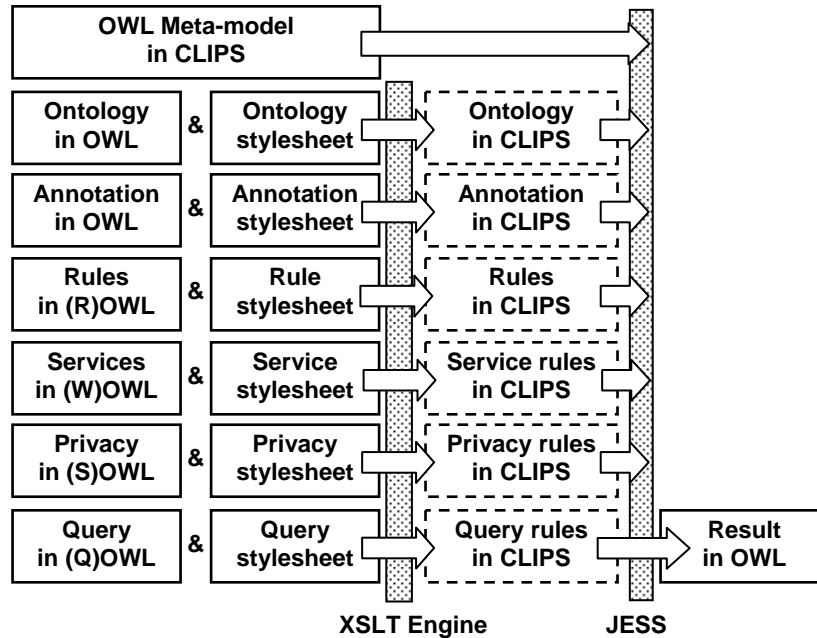 OWL Meta-model
in CLIPS
Ontology
in OWL
&
Ontology
stylesheet
Ontology
in CLIPS
Annotation
in OWL
&
Annotation
stylesheet
Annotation
in CLIPS
Rules
in (R)OWL
&
Rule
stylesheet
Rules
in CLIPS
Services
in (W)OWL
&
Service
stylesheet
Service rules
in CLIPS
Privacy
in (S)OWL
&
Privacy
stylesheet
Privacy rules
in CLIPS
Query
in (Q)OWL
&
Query
stylesheet
Query rules
in CLIPS
Result
in OWL
XSLT Engine
JESS